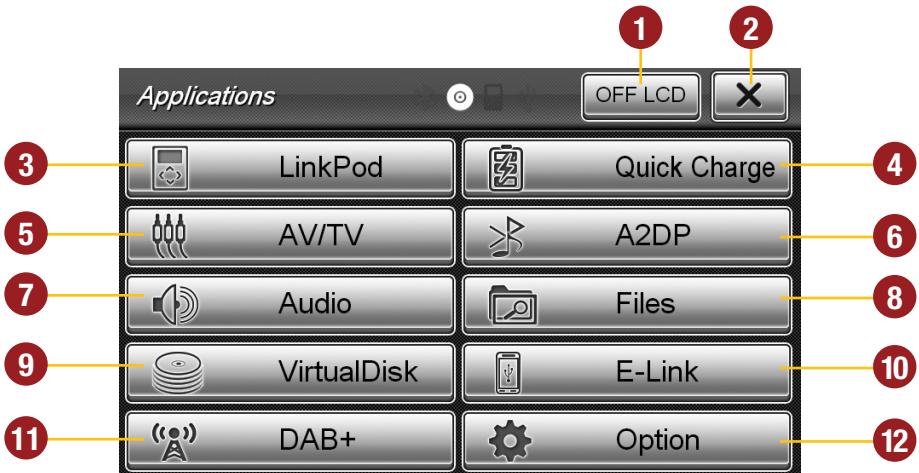 1 2
Applications OFF LCD
3 LinkPod Quick Charge 4
5 AV/TV A2DP 6
7 Audio Files 8
9 VirtualDisk E-Link 10
11 DAB+ Option 12